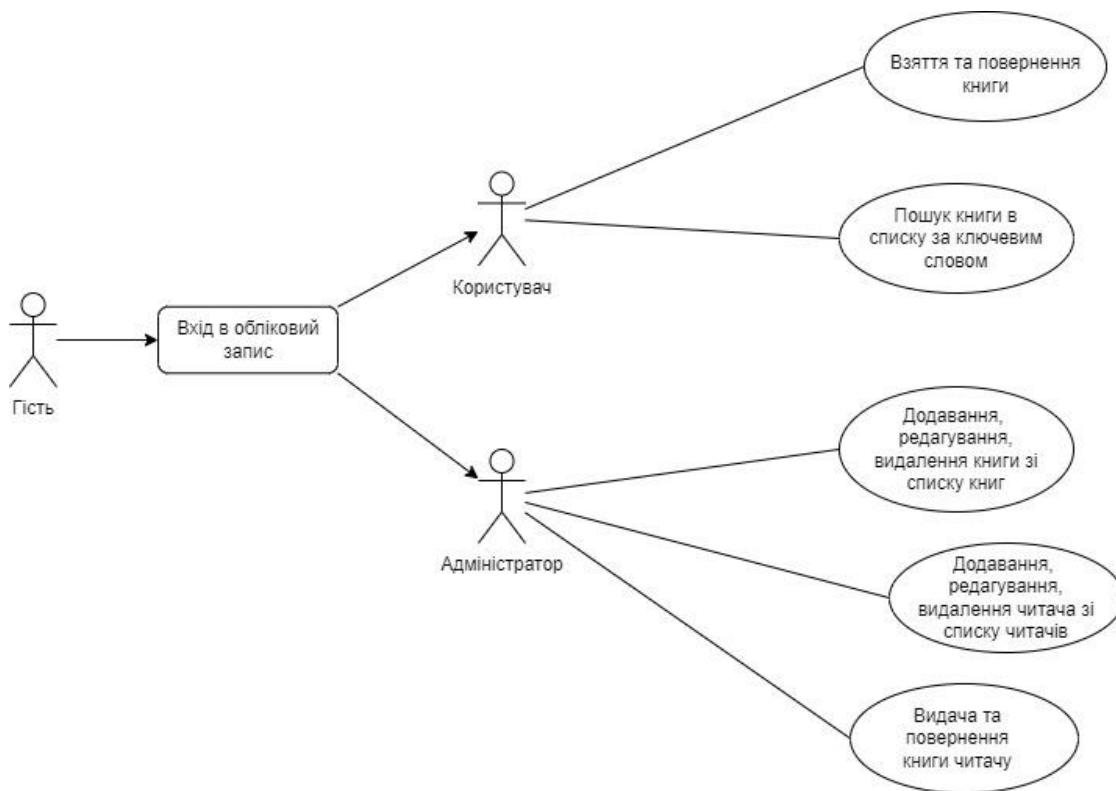 Взяття та повернення
книги
Пошук книги в
списку за ключевим
словом
Користувач
Вхід в обліковий
запис
Гість
Додавання,
редагування,
видалення книги зі
списку книг
Адміністратор
Додавання,
редагування,
видалення читача зі
списку читачів
Видача та
повернення
книги читачу